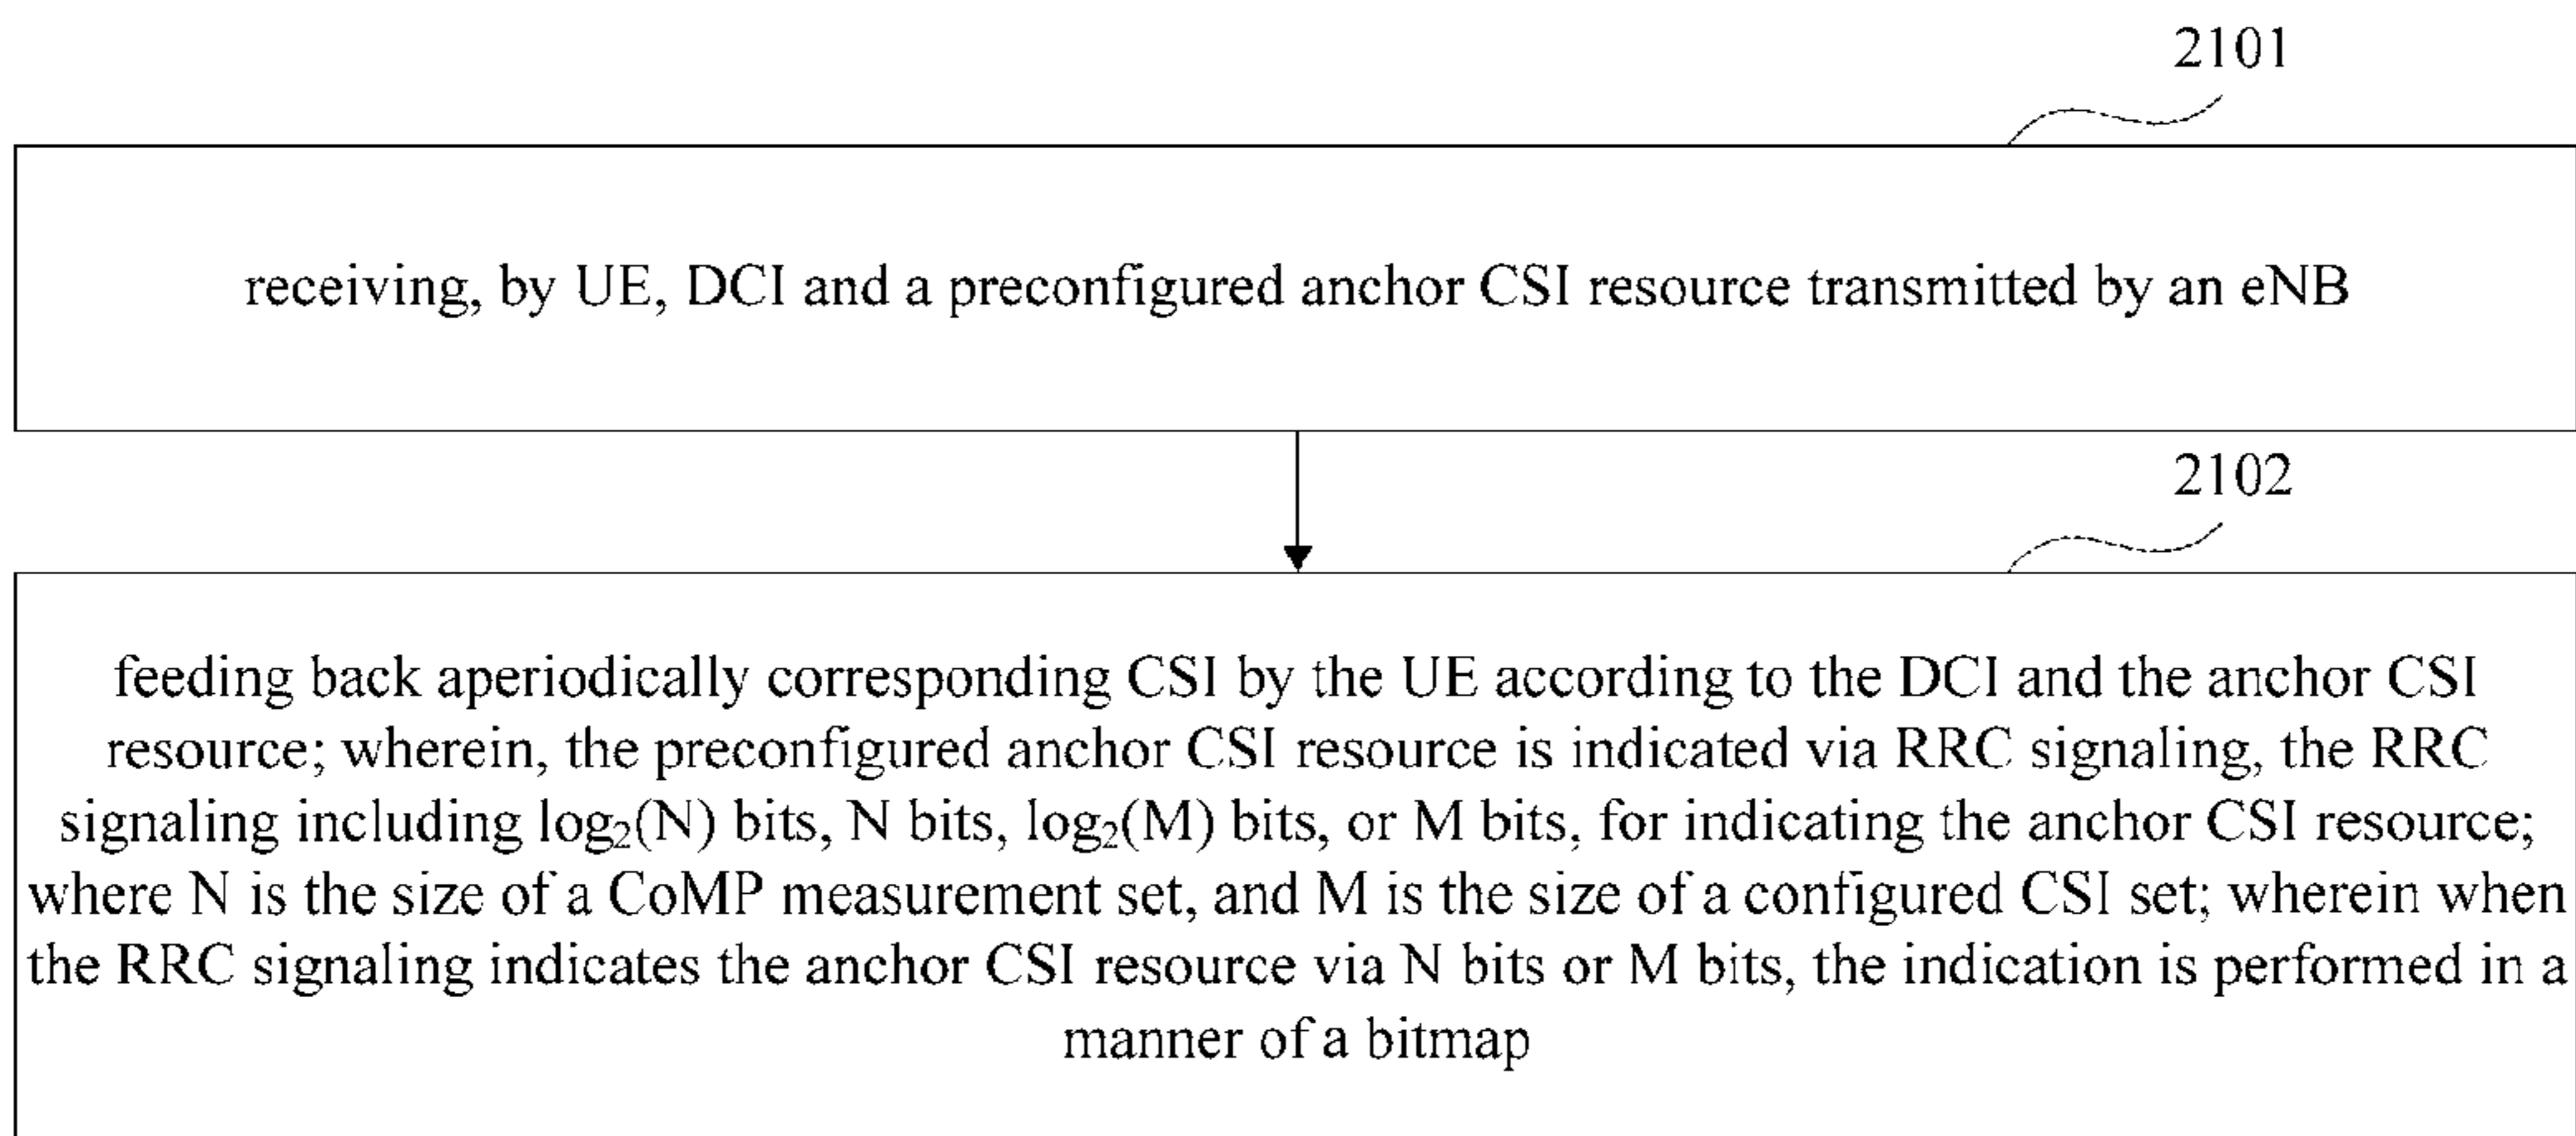 2101
receiving, by UE, DCI and a preconfigured anchor CSI resource transmitted by an eNB
2102
feeding back aperiodically corresponding CSI by the UE according to the DCI and the anchor CSI
resource; wherein, the preconfigured anchor CSI resource is indicated via RRC signaling, the RRC
signaling including log₂(N) bits, N bits, log₂(M) bits, or M bits, for indicating the anchor CSI resource;
where N is the size of a CoMP measurement set, and M is the size of a configured CSI set; wherein when
the RRC signaling indicates the anchor CSI resource via N bits or M bits, the indication is performed in a
manner of a bitmap